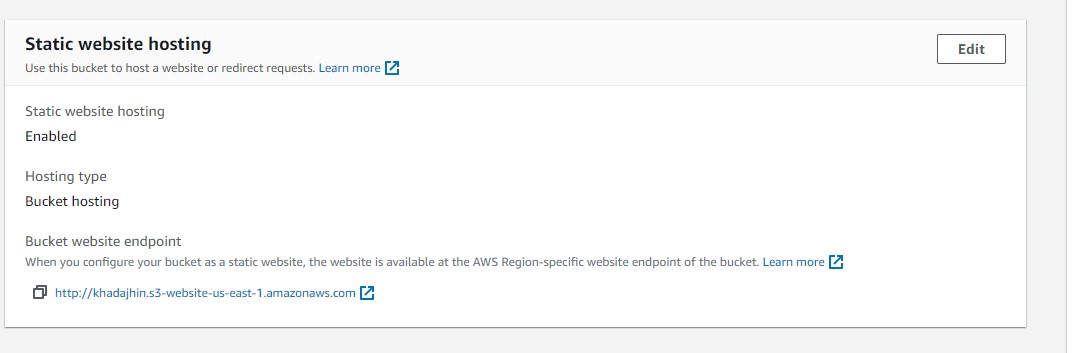 Static website hosting
Edit
Use this bucket to host a website or redirect requests. Learn more
Static website hosting
Enabled
Hosting type
Bucket hosting
Bucket website endpoint
When you configure your bucket as a static website, the website is available at the AWS Region-specific website endpoint of the bucket. Learn more
http://khadajhin.s3-website-us-east-1.amazonaws.com